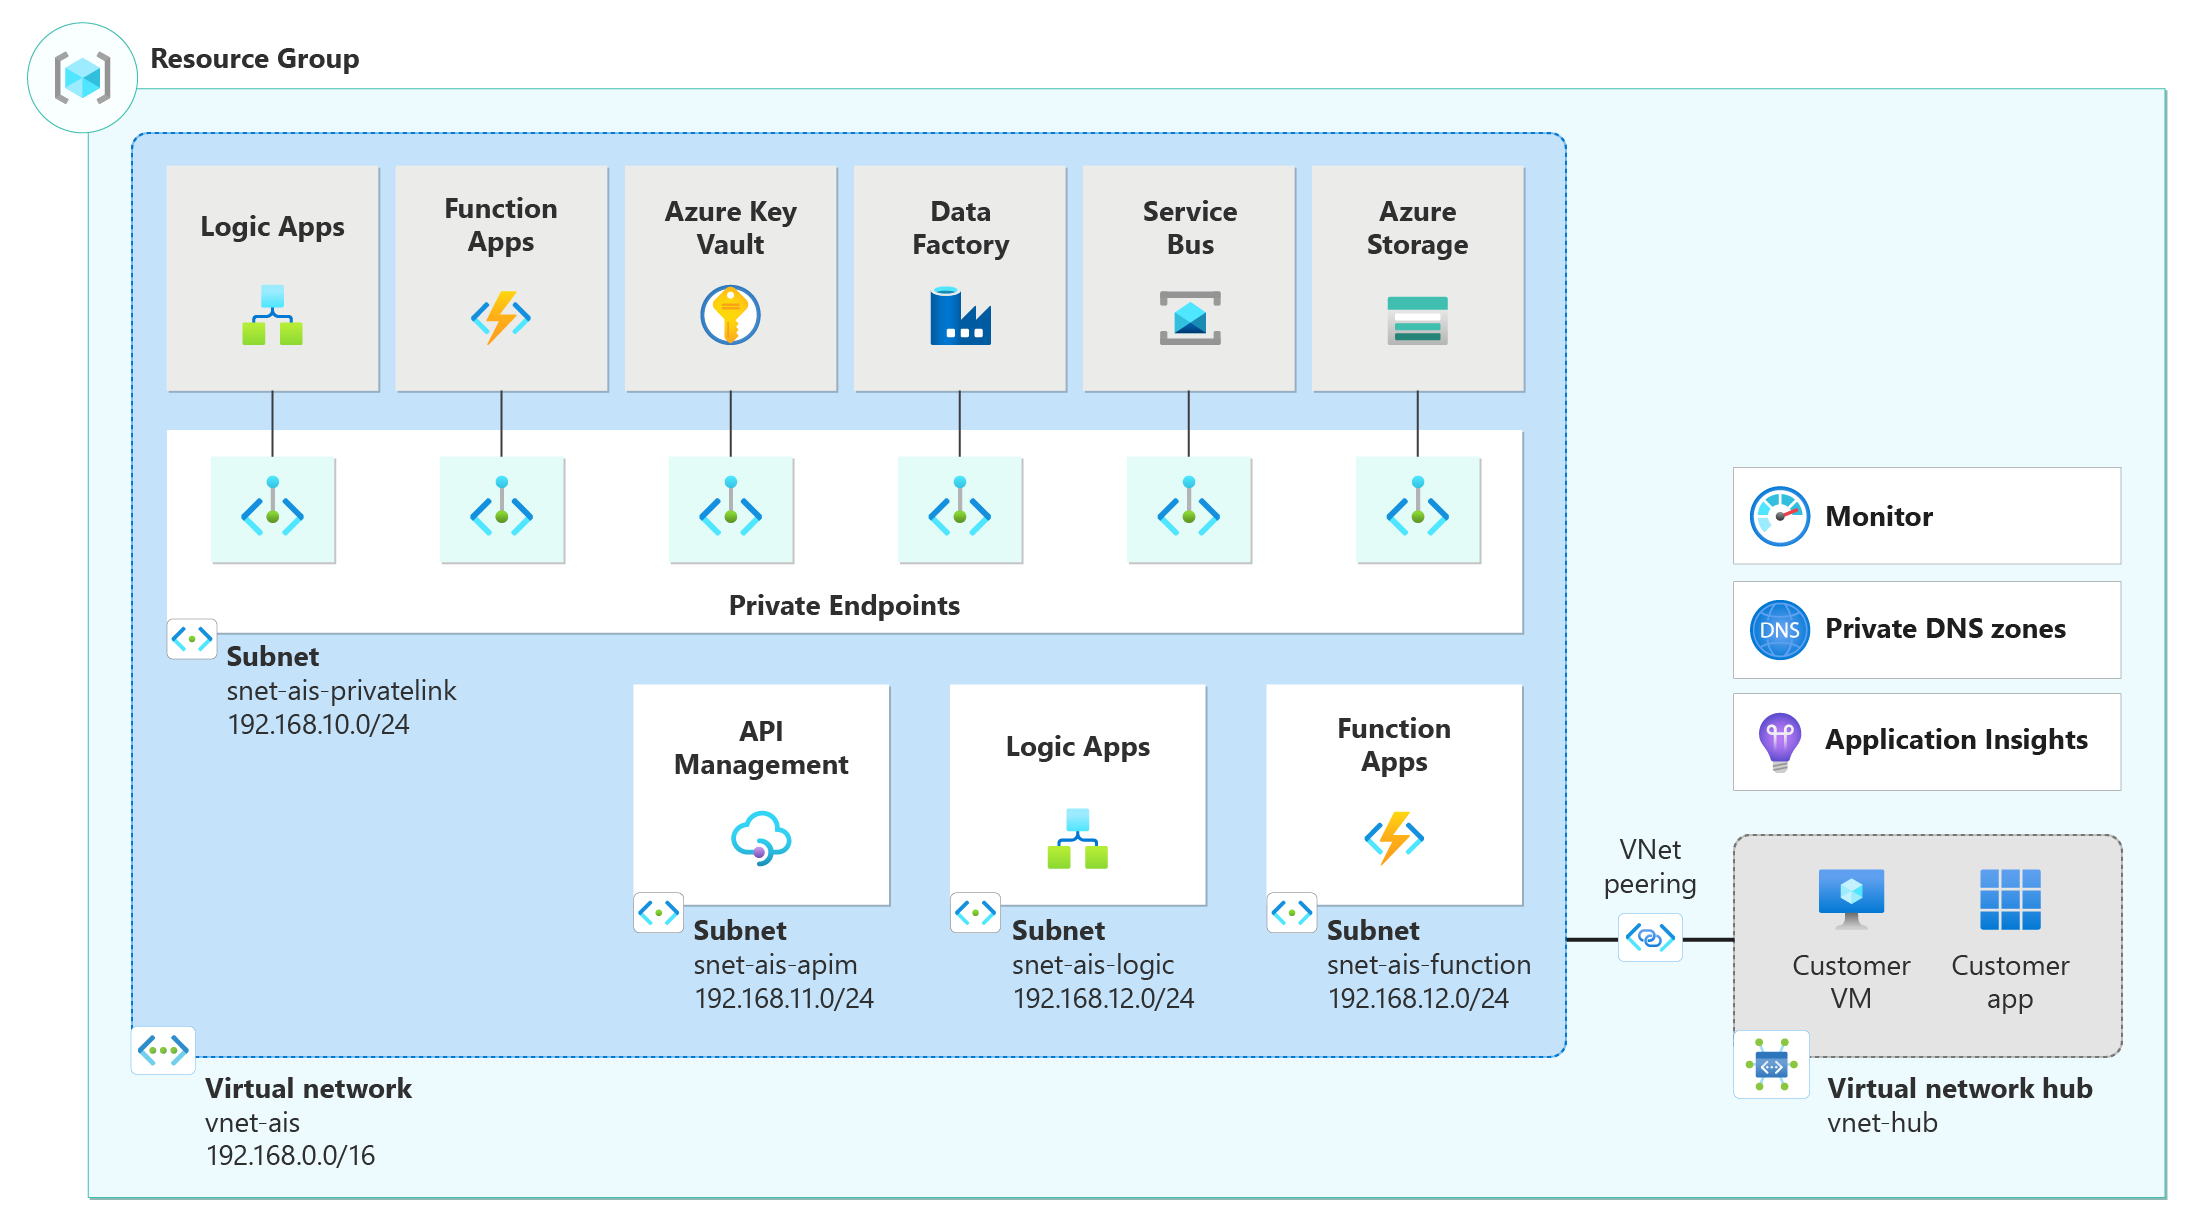 Resource Group
Logic Apps
Function
Apps
Azure Key
Vault
Data
Factory
Service
Bus
Azure
Storage
Private Endpoints
Subnet
snet-ais-privatelink
192.168.10.0/24
API
Management
Logic Apps
Function
Apps
Subnet
snet-ais-apim
192.168.11.0/24
Subnet
snet-ais-logic
192.168.12.0/24
Subnet
snet-ais-function
192.168.12.0/24
Virtual network
vnet-ais
192.168.0.0/16
Monitor
DNS
Private DNS zones
Application Insights
VNet
peering
Customer
VM
Customer
app
Virtual network hub
vnet-hub